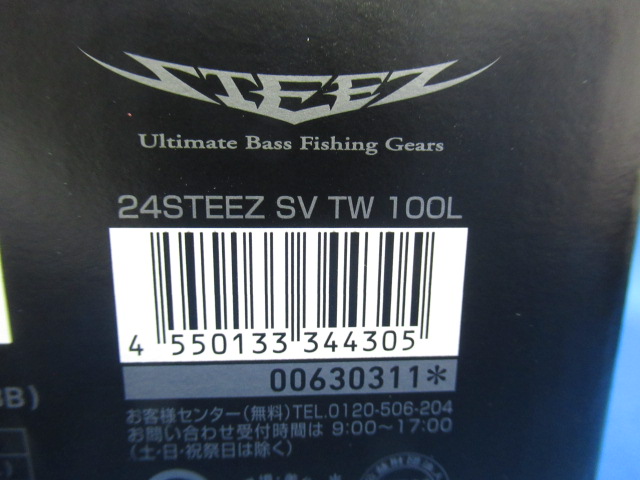 STEEZ
Ultimate Bass Fishing Gears
24STEEZ SV TW 100L
4 550133 344305
00630311*
BB)
お客様センター(無料)TEL.0120-506-204
お問い合わせ受付時間は 9:00〜17:00
(土・日・祝祭日は除く)